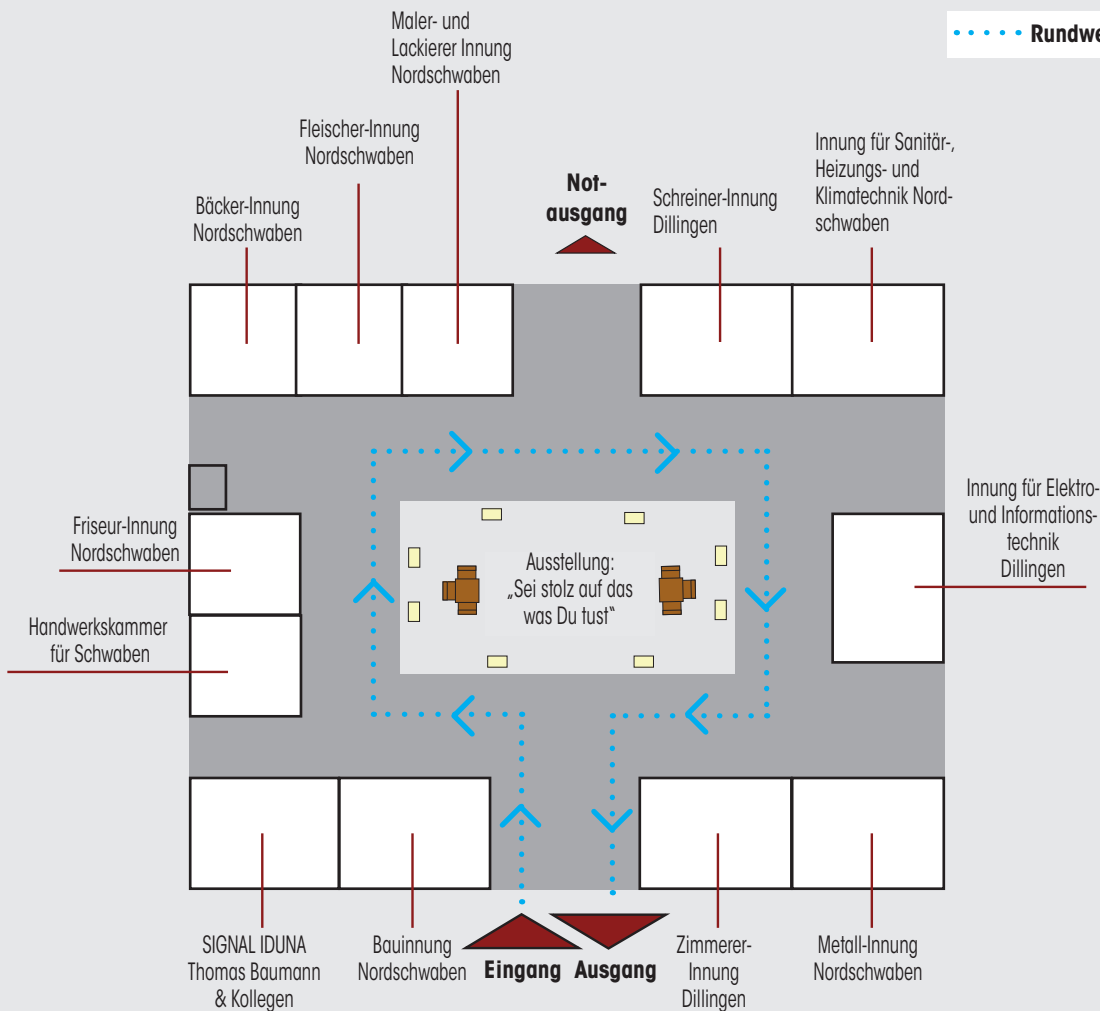 Maler- und
Lackierer Innung
Nordschwaben
Fleischer-Innung
Nordschwaben
Bäcker-Innung
Nordschwaben
Not-
ausgang
Schreiner-Innung
Dillingen
Innung für Sanitär-,
Heizungs- und
Klimatechnik Nord-
schwaben
Friseur-Innung
Nordschwaben
Handwerkskammer
für Schwaben
Ausstellung:
„Sei stolz auf das
was Du tust“
Innung für Elektro-
und Informations-
technik
Dillingen
SIGNAL IDUNA
Thomas Baumann
& Kollegen
Bauinnung
Nordschwaben
Eingang
Ausgang
Zimmerer-
Innung
Dillingen
Metall-Innung
Nordschwaben